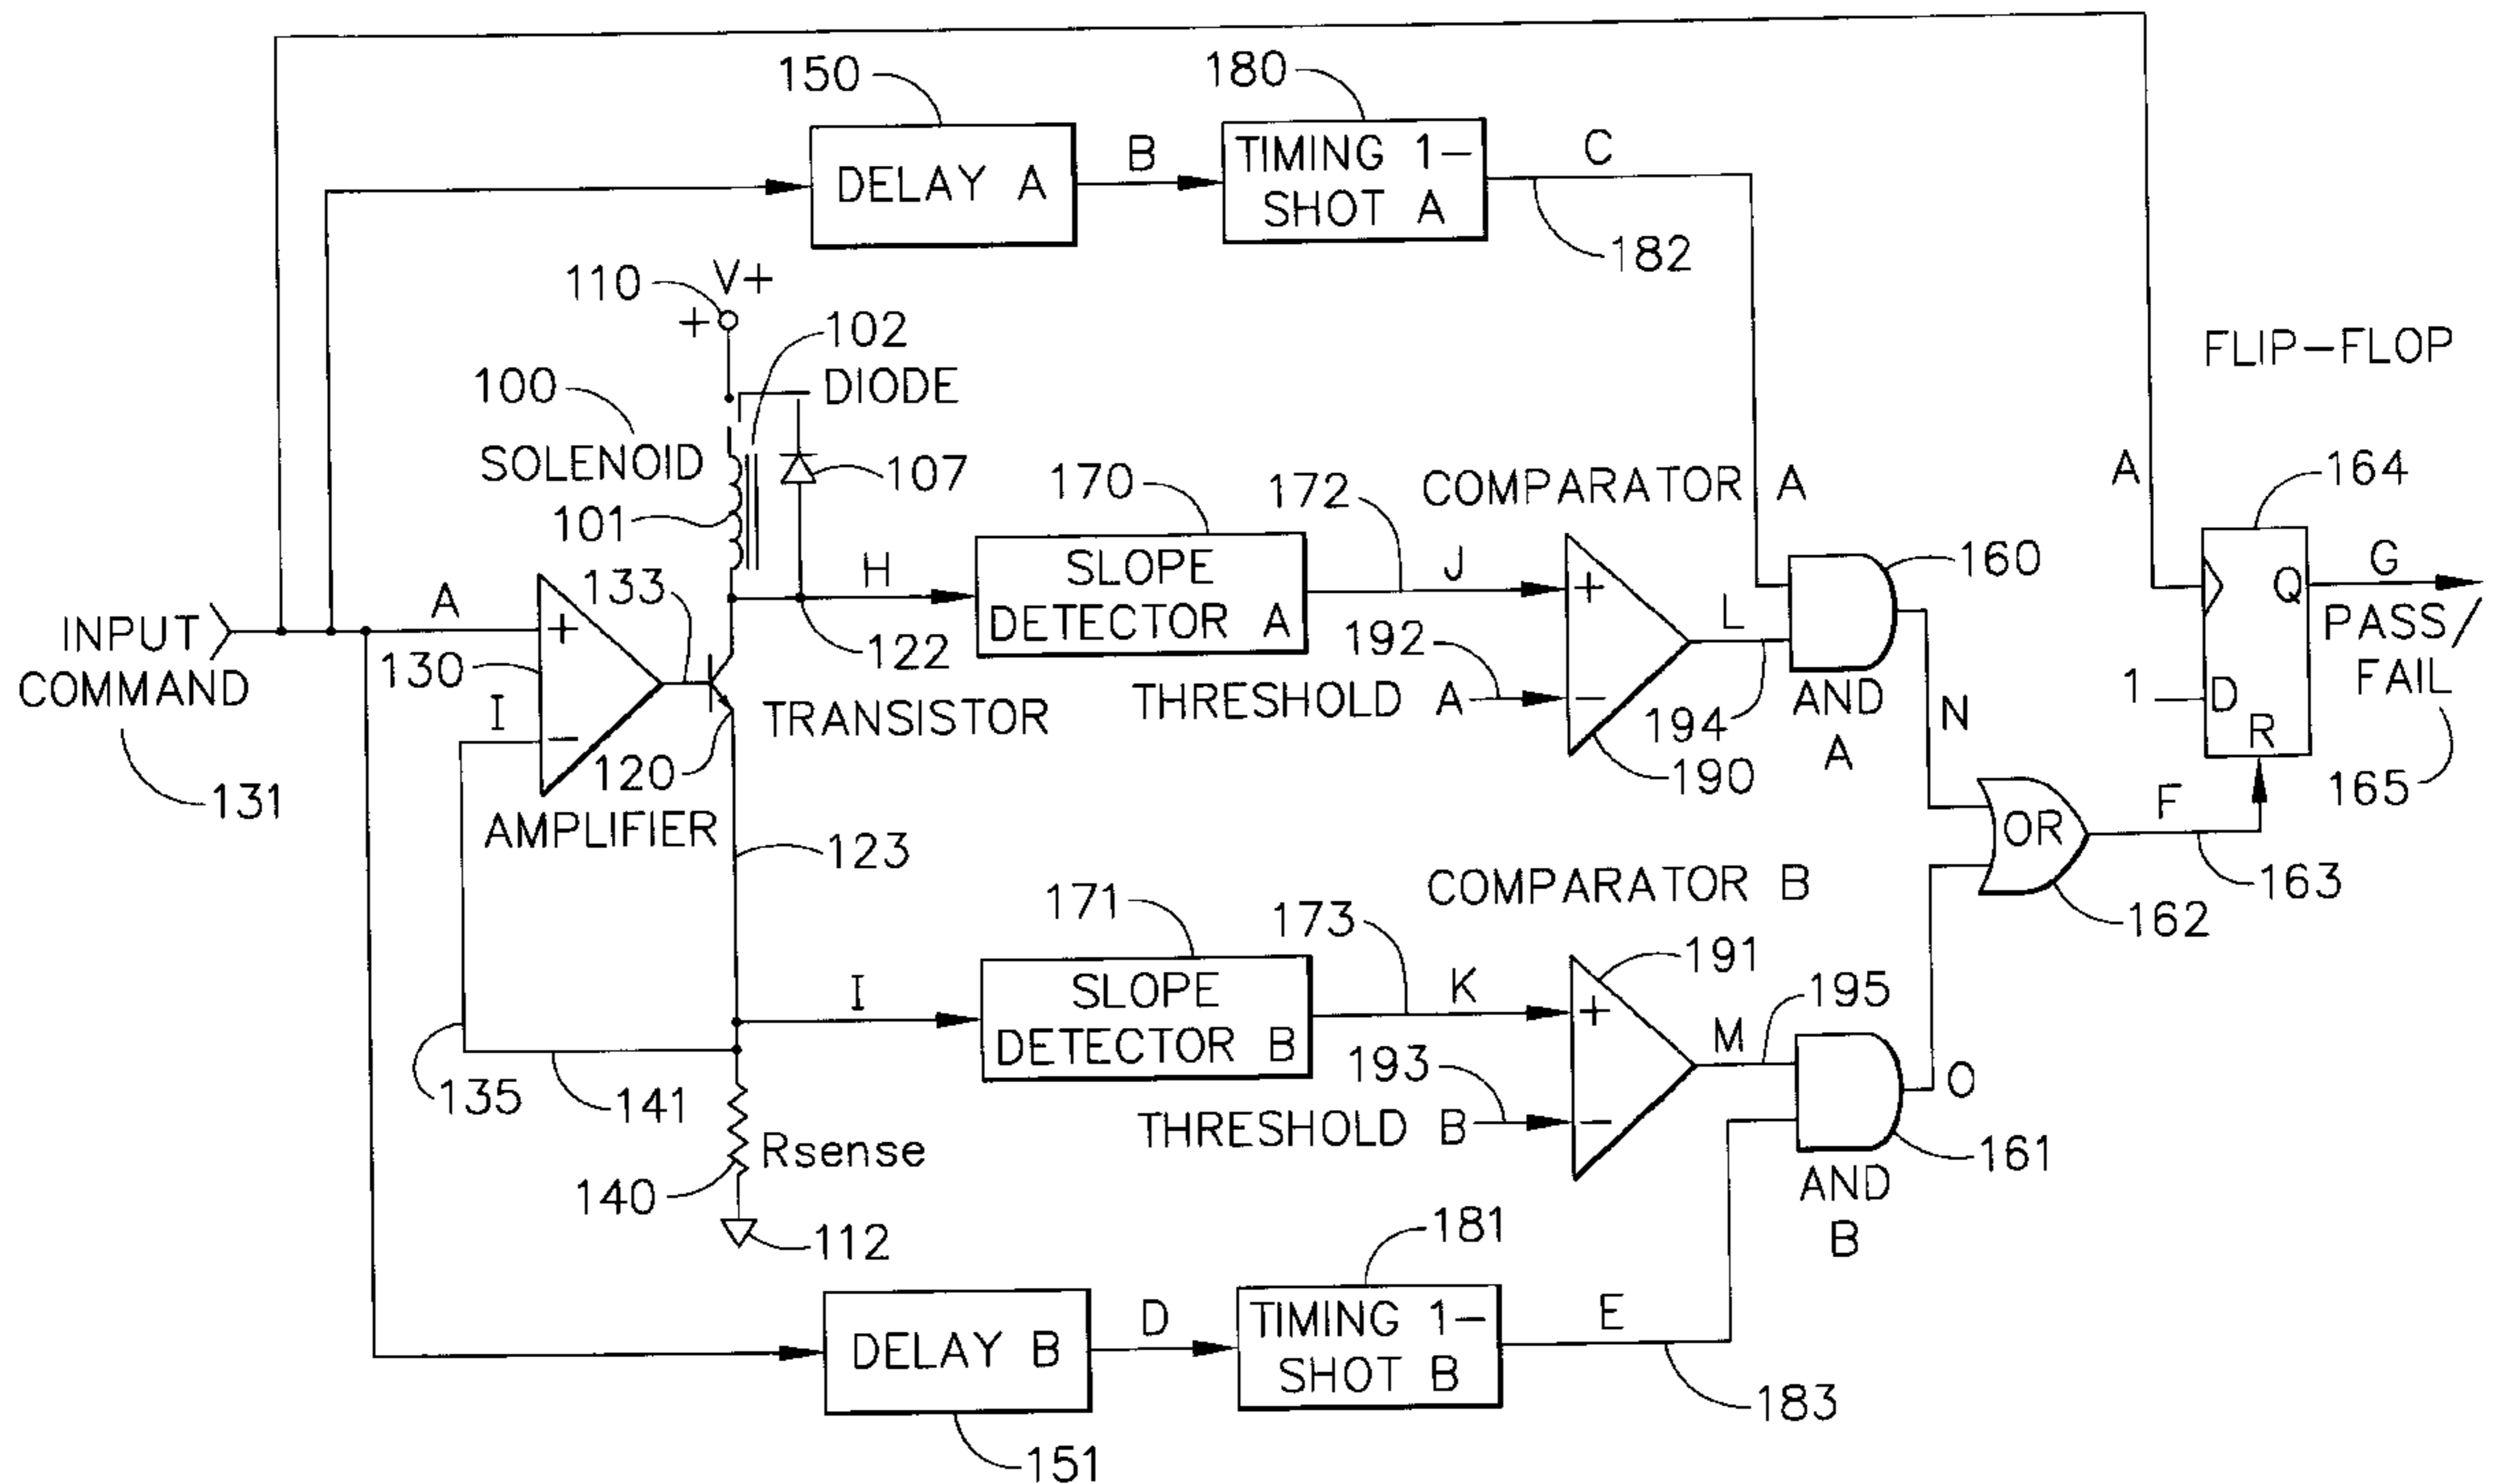 150
180
B
C
DELAY A
TIMING 1-
SHOT A
182
110
V+
+
102
DIODE
FLIP-FLOP
100
SOLENOID
107
101
170
172
COMPARATOR A
A
164
A
133
H
SLOPE
DETECTOR A
J
+
160
Q
G
INPUT
COMMAND
+
130
I
-
122
192
THRESHOLD A
-
L
194
AND
A
1
D
R
PASS/
FAIL
TRANSISTOR
120
190
N
131
AMPLIFIER
OR
F
165
123
COMPARATOR B
163
162
171
173
191
I
SLOPE
DETECTOR B
K
+
M
195
135
141
193
THRESHOLD B
-
O
Rsense
140
161
AND
B
112
181
DELAY B
D
TIMING 1-
SHOT B
E
183
151